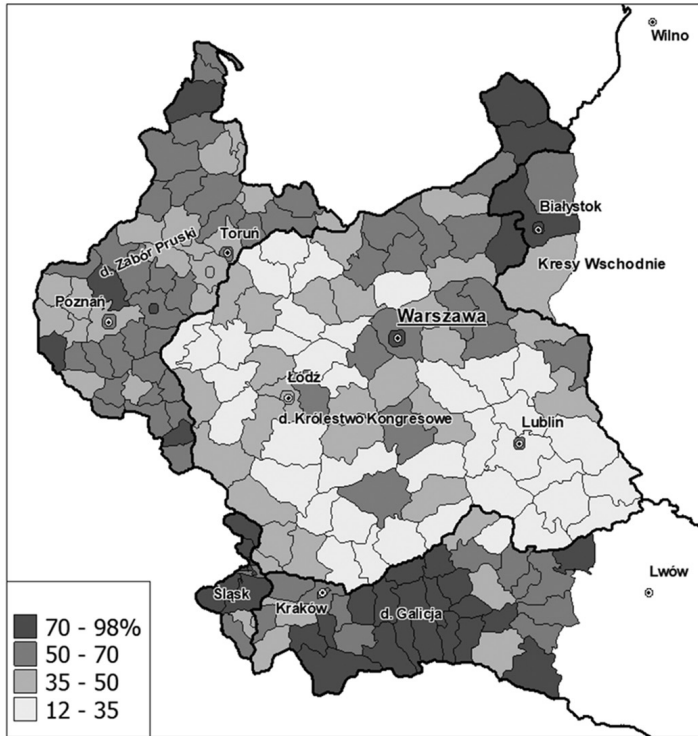 Wilno
Białystok
Toruń
d. Zabór Pruski
Kresy Wschodnie
Poznań
Warszawa
Łódź
d. Królestwo Kongresowe
Lublin
Śląsk
Kraków
d. Galicja
Lwów
70 - 98%
50 - 70
35 - 50
12 - 35